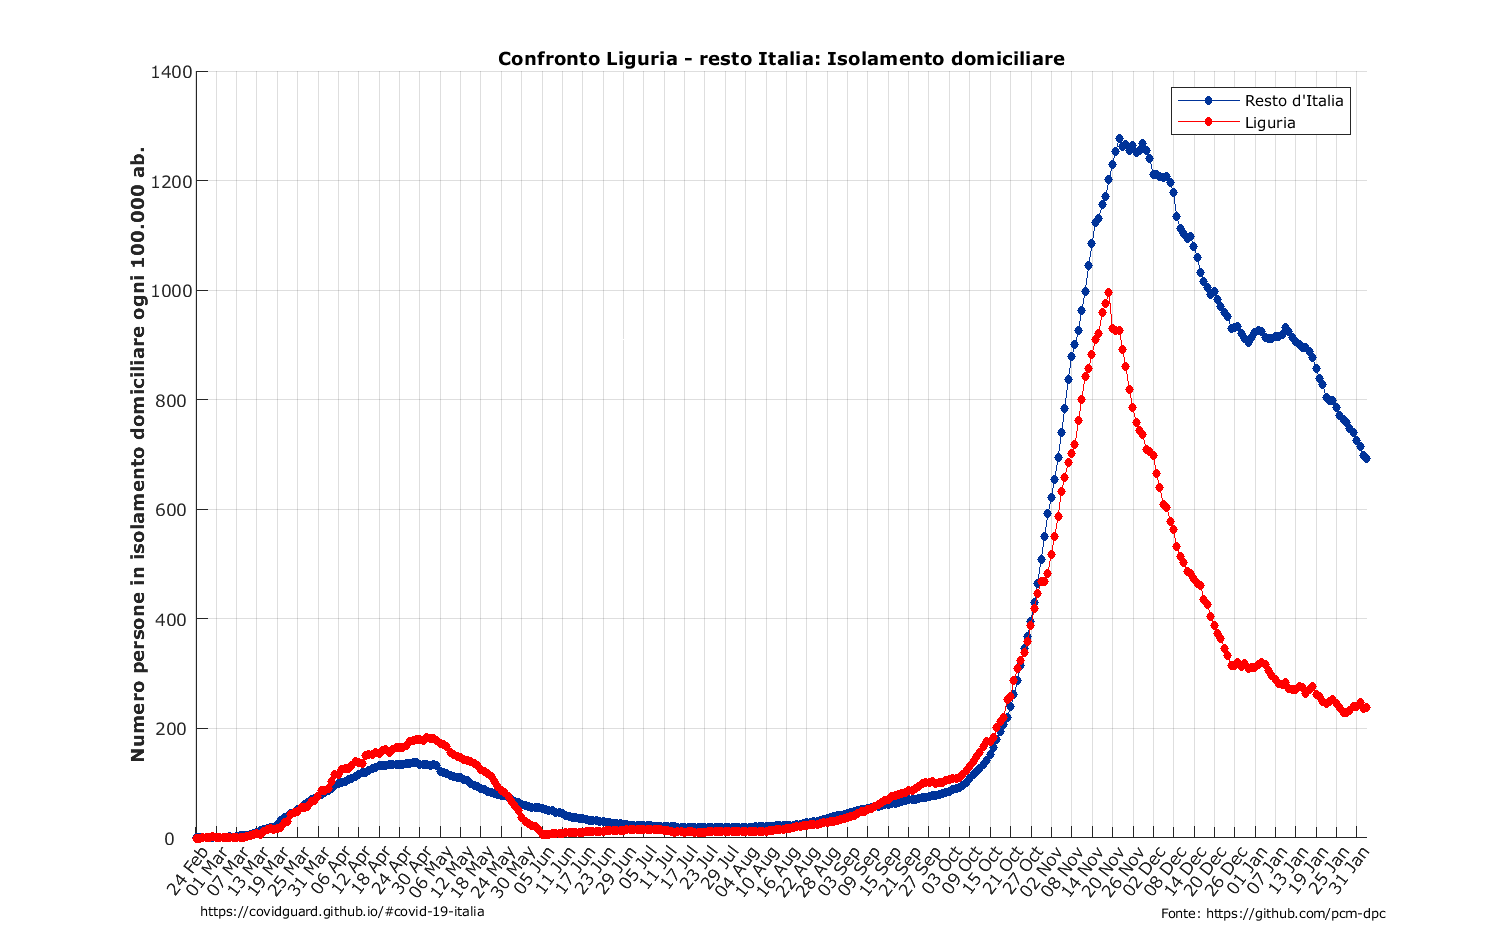 Confronto Liguria - resto Italia: Isolamento domiciliare
Numero persone in isolamento domiciliare ogni 100.000 ab.
1400
1200
1000
800
600
400
200
0
Resto d'Italia
Liguria
24 Feb
01 Mar
07 Mar
13 Mar
19 Mar
25 Mar
31 Mar
06 Apr
12 Apr
18 Apr
24 Apr
30 Apr
06 May
12 May
18 May
24 May
30 May
05 Jun
11 Jun
17 Jun
23 Jun
29 Jun
05 Jul
11 Jul
17 Jul
23 Jul
29 Jul
04 Aug
10 Aug
16 Aug
22 Aug
28 Aug
03 Sep
09 Sep
15 Sep
21 Sep
27 Sep
03 Oct
09 Oct
15 Oct
21 Oct
27 Oct
02 Nov
08 Nov
14 Nov
20 Nov
26 Nov
02 Dec
08 Dec
14 Dec
20 Dec
26 Dec
01 Jan
07 Jan
13 Jan
19 Jan
25 Jan
31 Jan
https://covidguard.github.io/#covid-19-italia
Fonte: https://github.com/pcm-dpc